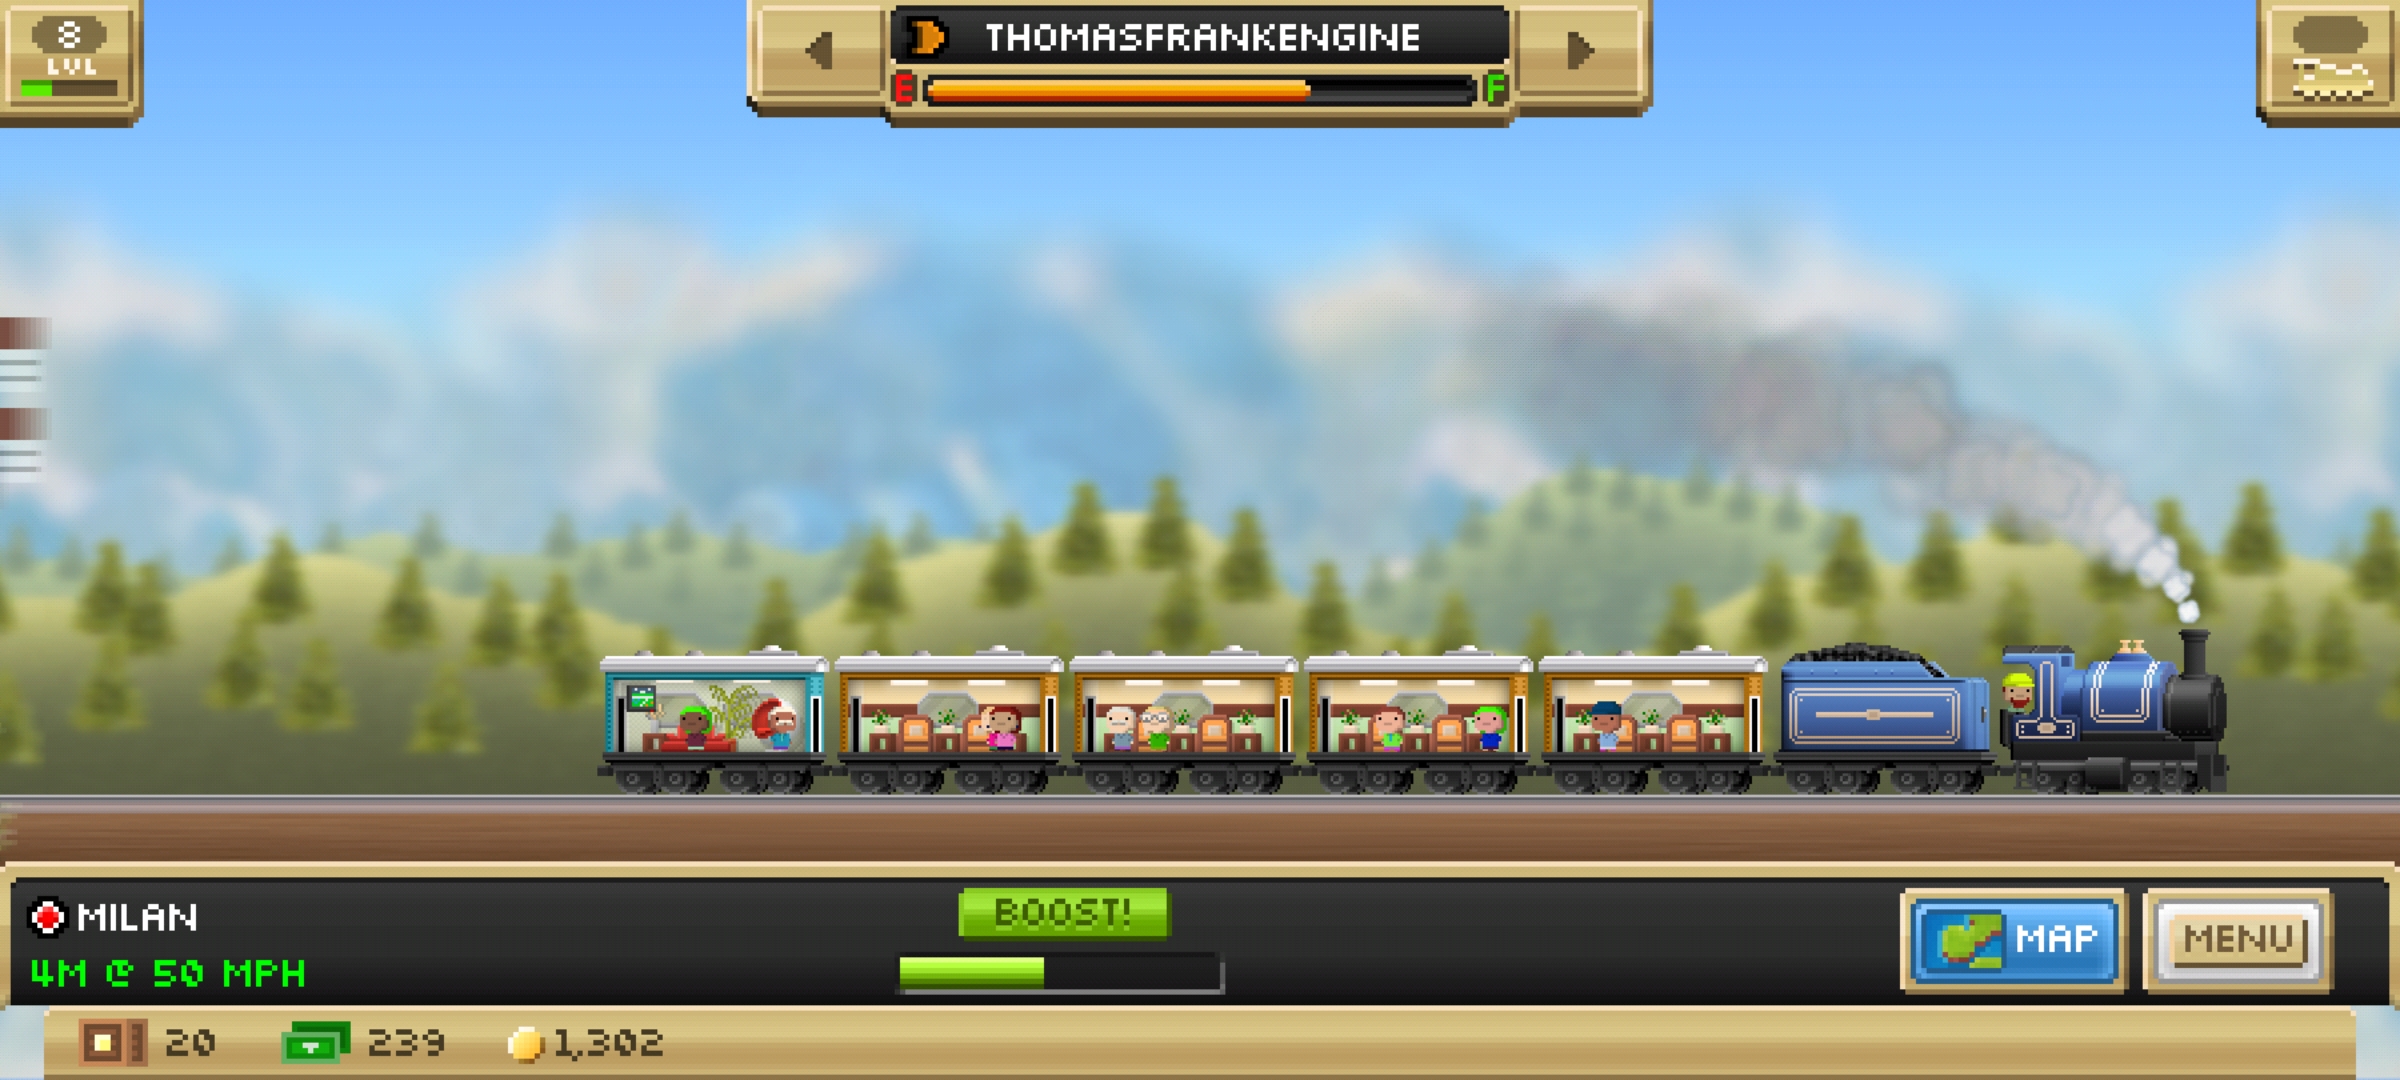 8
LVL
THOMASFRANKENGINE
E F
MILAN
4M @ 50 MPH
BOOST!
MAP
MENU
20 239 1,302